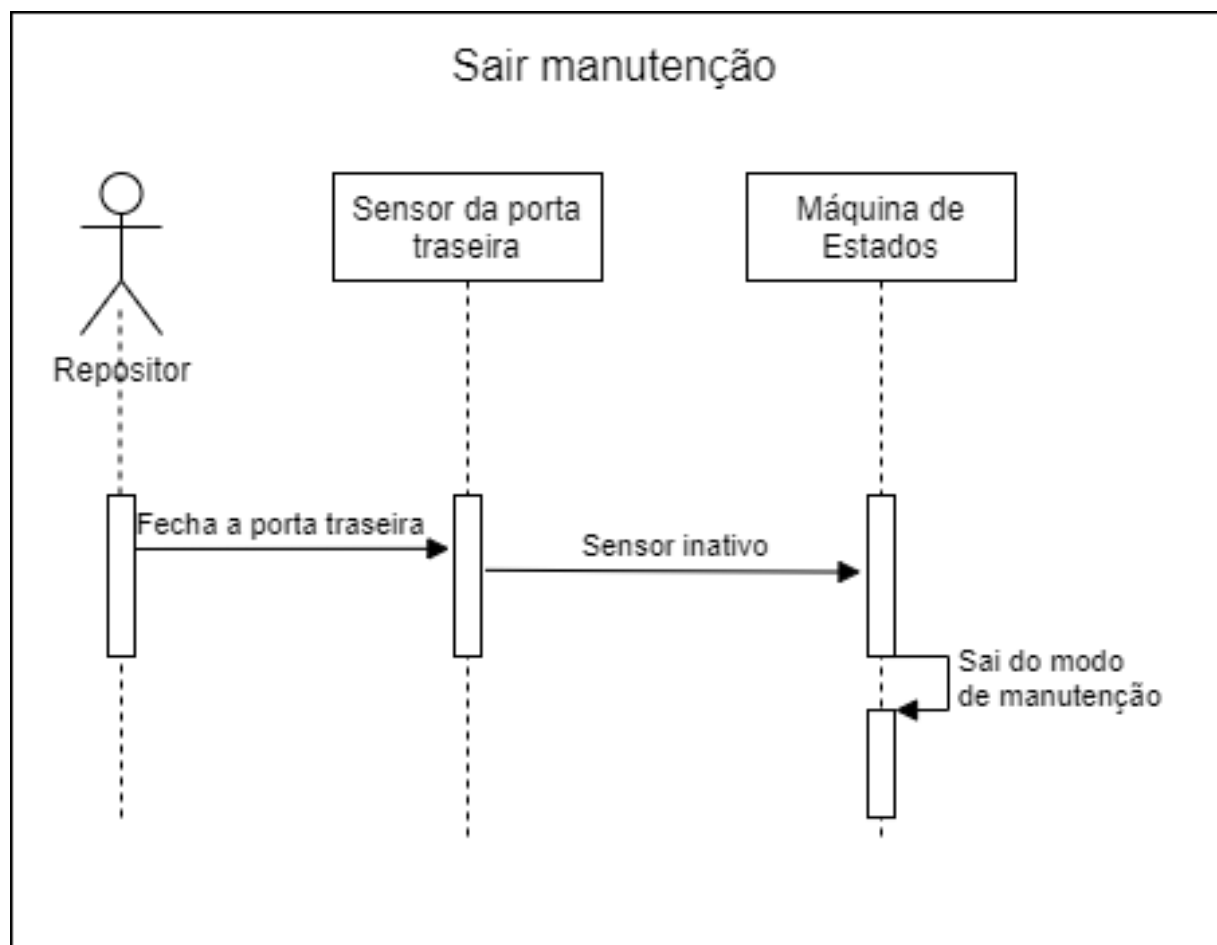 Sair manutenção
Sensor da porta
traseira
Máquina de
Estados
Repositor
Fecha a porta traseira
Sensor inativo
Sai do modo
de manutenção